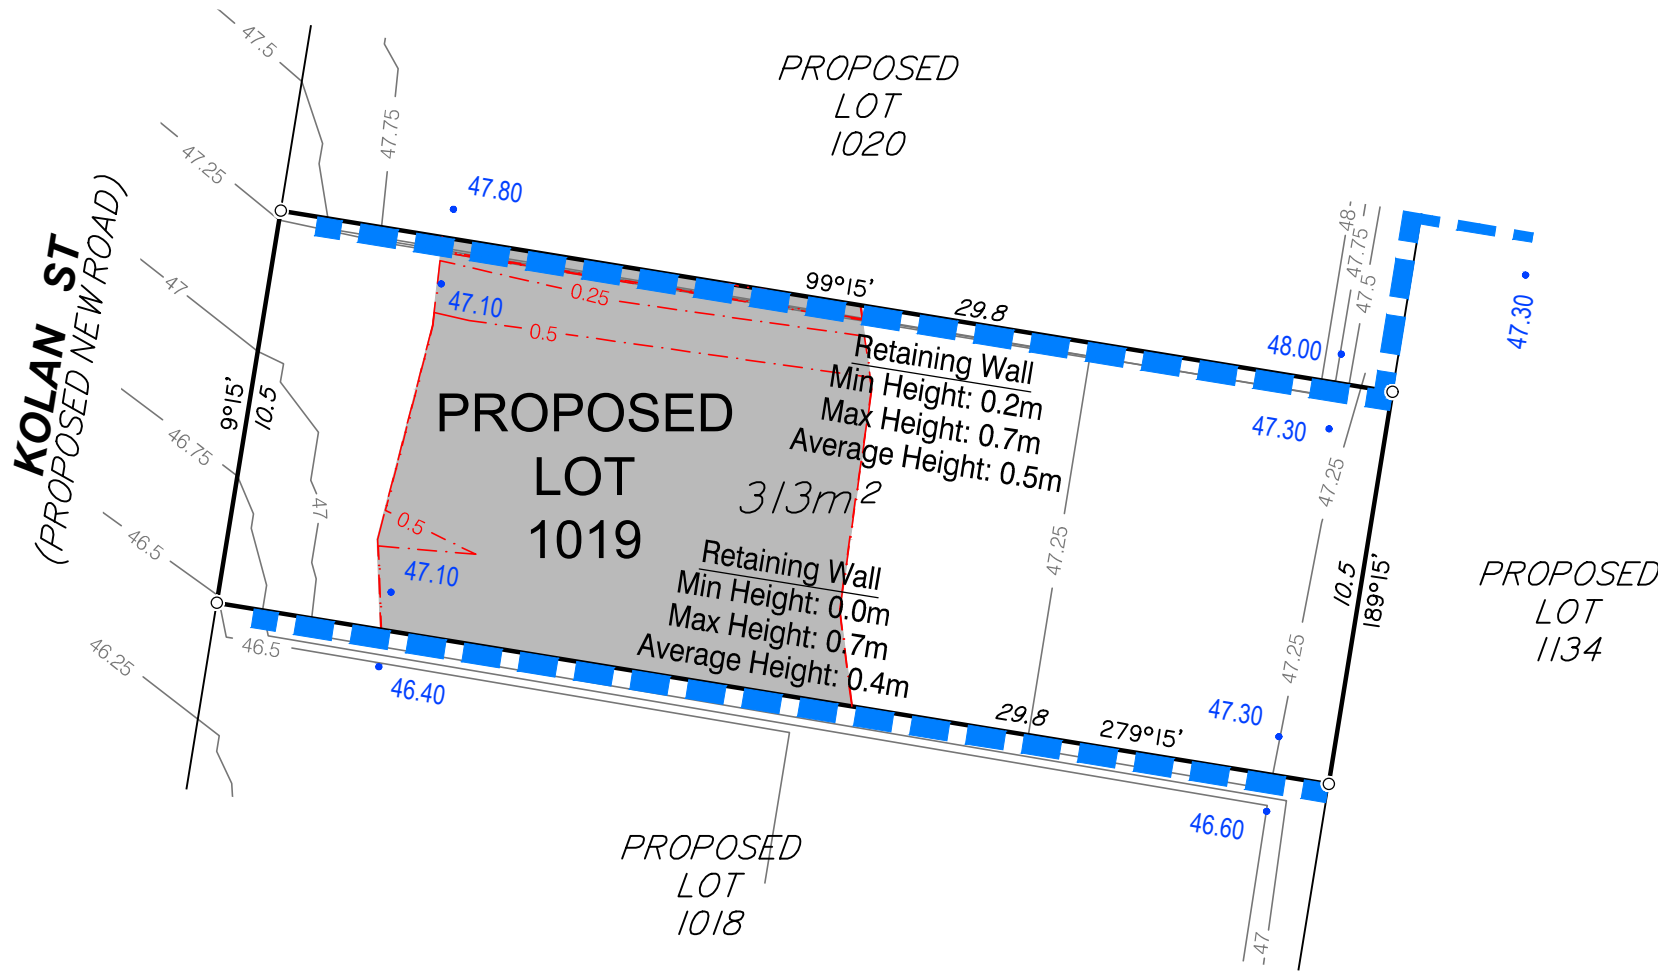 47.5
47.75
47.25
47.80
PROPOSED
LOT
1020
KOLAN ST
(PROPOSED NEW ROAD)
47
46.75
46.5
46.25
47
9°15'
10.5
47.10
0.25
0.5
99°15'
29.8
48.00
48
47.75
47.5
47.30
47.30
47.25
Retaining Wall
Min Height: 0.2m
Max Height: 0.7m
Average Height: 0.5m
PROPOSED
LOT
1019
313m²
0.5
47.10
Retaining Wall
Min Height: 0.0m
Max Height: 0.7m
Average Height: 0.4m
47.25
10.5
189°15'
PROPOSED
LOT
1134
46.5
46.40
29.8
279°15'
47.30
47.25
46.60
47
PROPOSED
LOT
1018